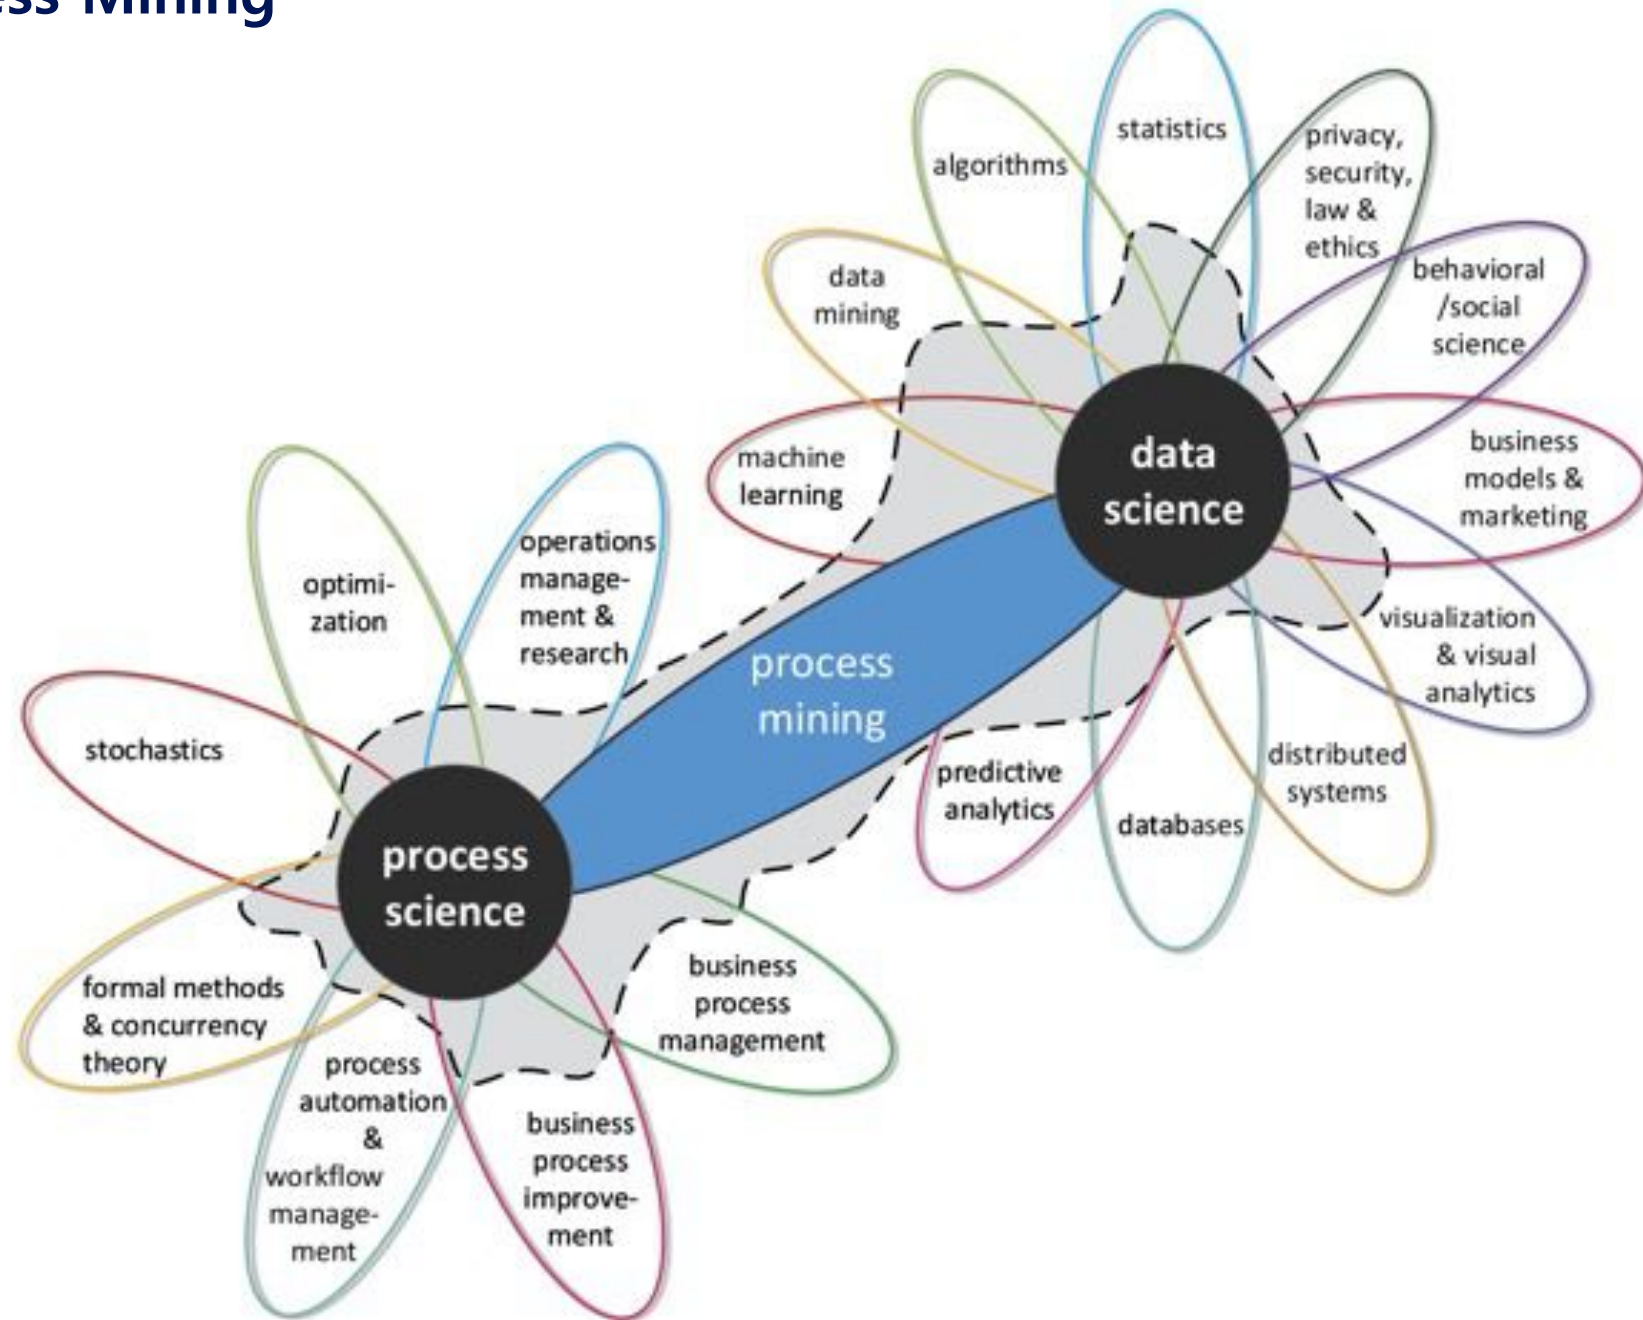 ess Mining
statistics
algorithms
privacy,
security,
law &
ethics
data
mining
behavioral
/social
science
machine
learning
data
science
business
models &
marketing
optimi-
zation
operations
manage-
ment &
research
process
mining
visualization
& visual
analytics
stochastics
predictive
analytics
databases
distributed
systems
process
science
formal methods
& concurrency
theory
business
process
management
process
automation
&
workflow
manage-
ment
business
process
improve-
ment